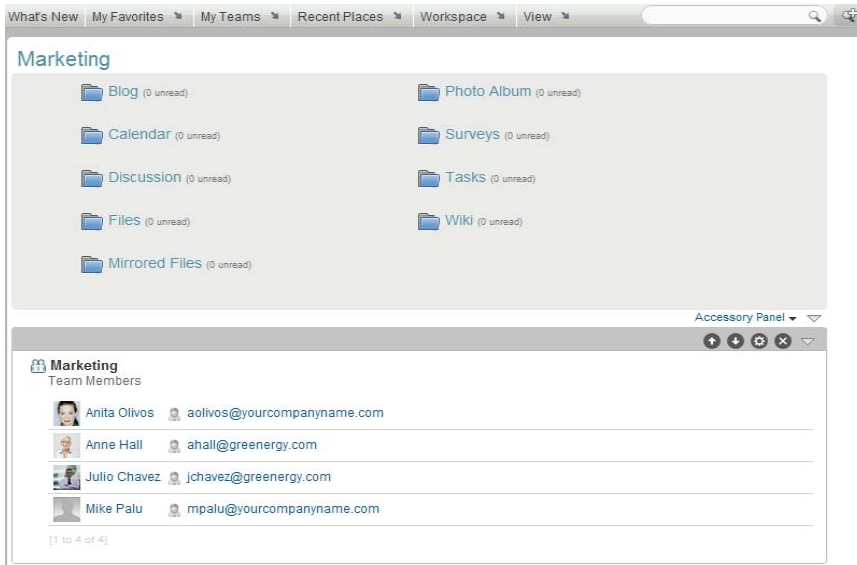 What's New My Favorites My Teams Recent Places Workspace View
Marketing
Blog (0 unread) Photo Album (0 unread)
Calendar (0 unread) Surveys (0 unread)
Discussion (0 unread) Tasks (0 unread)
Files (0 unread) Wiki (0 unread)
Mirrored Files (0 unread)
Accessory Panel
Marketing
Team Members
Anita Olivos aolivos@yourcompanyname.com
Anne Hall ahall@greenergy.com
Julio Chavez jchavez@greenergy.com
Mike Palu mpalu@yourcompanyname.com
[1 to 4 of 4]